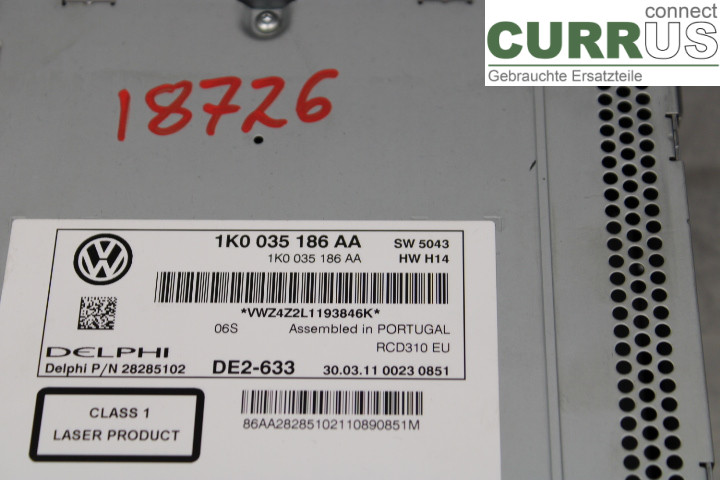 connect
CURRUS
Gebrauchte Ersatzteile
18726
1K0 035 186 AA SW 5043
1K0 035 186 AA HW H14
*VWZ4Z2L1193846K*
06S Assembled in PORTUGAL
RCD310 EU
DELPHI
Delphi P/N 28285102 DE2-633 30.03.11 0023 0851
86AA28285102110890851M
CLASS 1
LASER PRODUCT